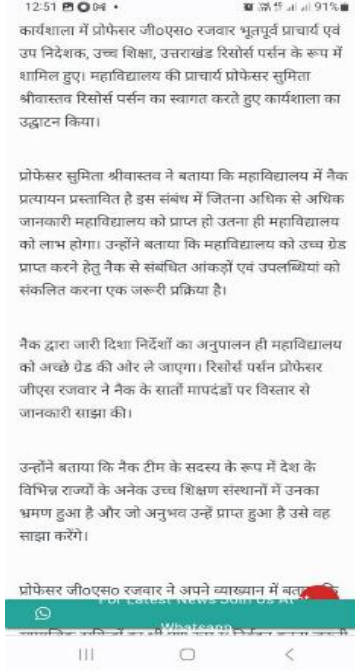 12:51
91%
कार्यशाला में प्रोफेसर जी०एस० रजवार भूतपूर्व प्राचार्य एवं
उप निदेशक, उच्च शिक्षा, उत्तराखंड रिसोर्स पर्सन के रूप में
शामिल हुए। महाविद्यालय की प्राचार्य प्रोफेसर सुमिता
श्रीवास्तव रिसोर्स पर्सन का स्वागत करते हुए कार्यशाला का
उद्घाटन किया।
प्रोफेसर सुमिता श्रीवास्तव ने बताया कि महाविद्यालय में नैक
प्रत्यायन प्रस्तावित है इस संबंध में जितना अधिक से अधिक
जानकारी महाविद्यालय को प्राप्त हो उतना ही महाविद्यालय
को लाभ होगा। उन्होंने बताया कि महाविद्यालय को उच्च ग्रेड
प्राप्त करने हेतु नैक से संबंधित आंकड़ों एवं उपलब्धियां को
संकलित करना एक जरूरी प्रक्रिया है।
नैक द्वारा जारी दिशा निर्देशों का अनुपालन ही महाविद्यालय
को अच्छे ग्रेड की ओर ले जाएगा। रिसोर्स पर्सन प्रोफेसर
जीएस रजवार ने नैक के सातों मापदंडों पर विस्तार से
जानकारी साझा की।
उन्होंने बताया कि नैक टीम के सदस्य के रूप में देश के
विभिन्न राज्यों के अनेक उच्च शिक्षण संस्थानों में उनका
भ्रमण हुआ है और जो अनुभव उन्हें प्राप्त हुआ है उसे वह
साझा करेंगे।
प्रोफेसर जी०एस० रजवार ने अपने व्याख्यान में
For Latest News Join Us At
Whatsapp